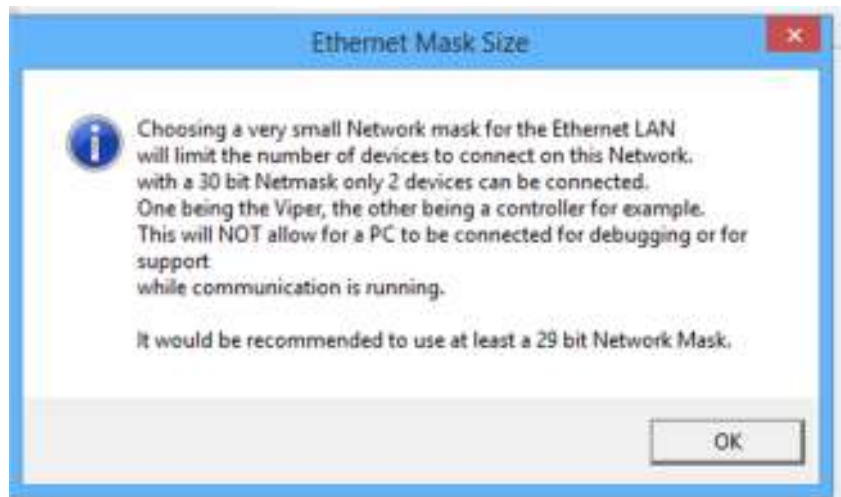 Ethernet Mask Size
Choosing a very small Network mask for the Ethernet LAN
will limit the number of devices to connect on this Network.
with a 30 bit Netmask only 2 devices can be connected.
One being the Viper, the other being a controller for example.
This will NOT allow for a PC to be connected for debugging or for
support
while communication is running.
It would be recommended to use at least a 29 bit Network Mask.
OK